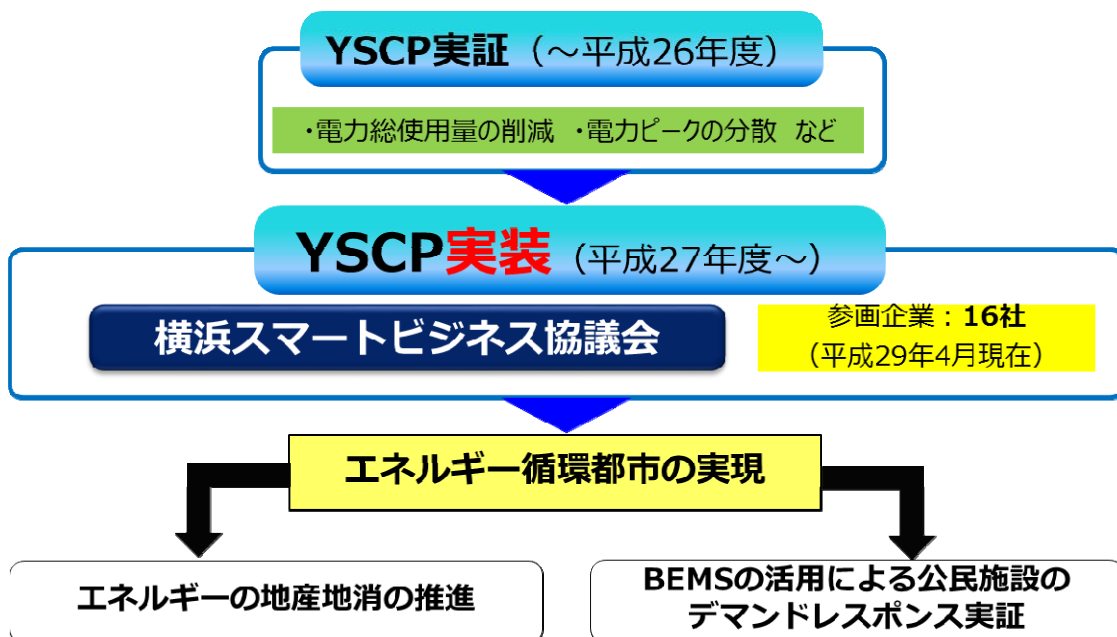 YSCP実証（～平成26年度）
・電力総使用量の削減 ・電力ピークの分散 など
YSCP実装（平成27年度～）
横浜スマートビジネス協議会
参画企業：16社
（平成29年4月現在）
エネルギー循環都市の実現
エネルギーの地産地消の推進
BEMSの活用による公民施設の
デマンドレスポンス実証